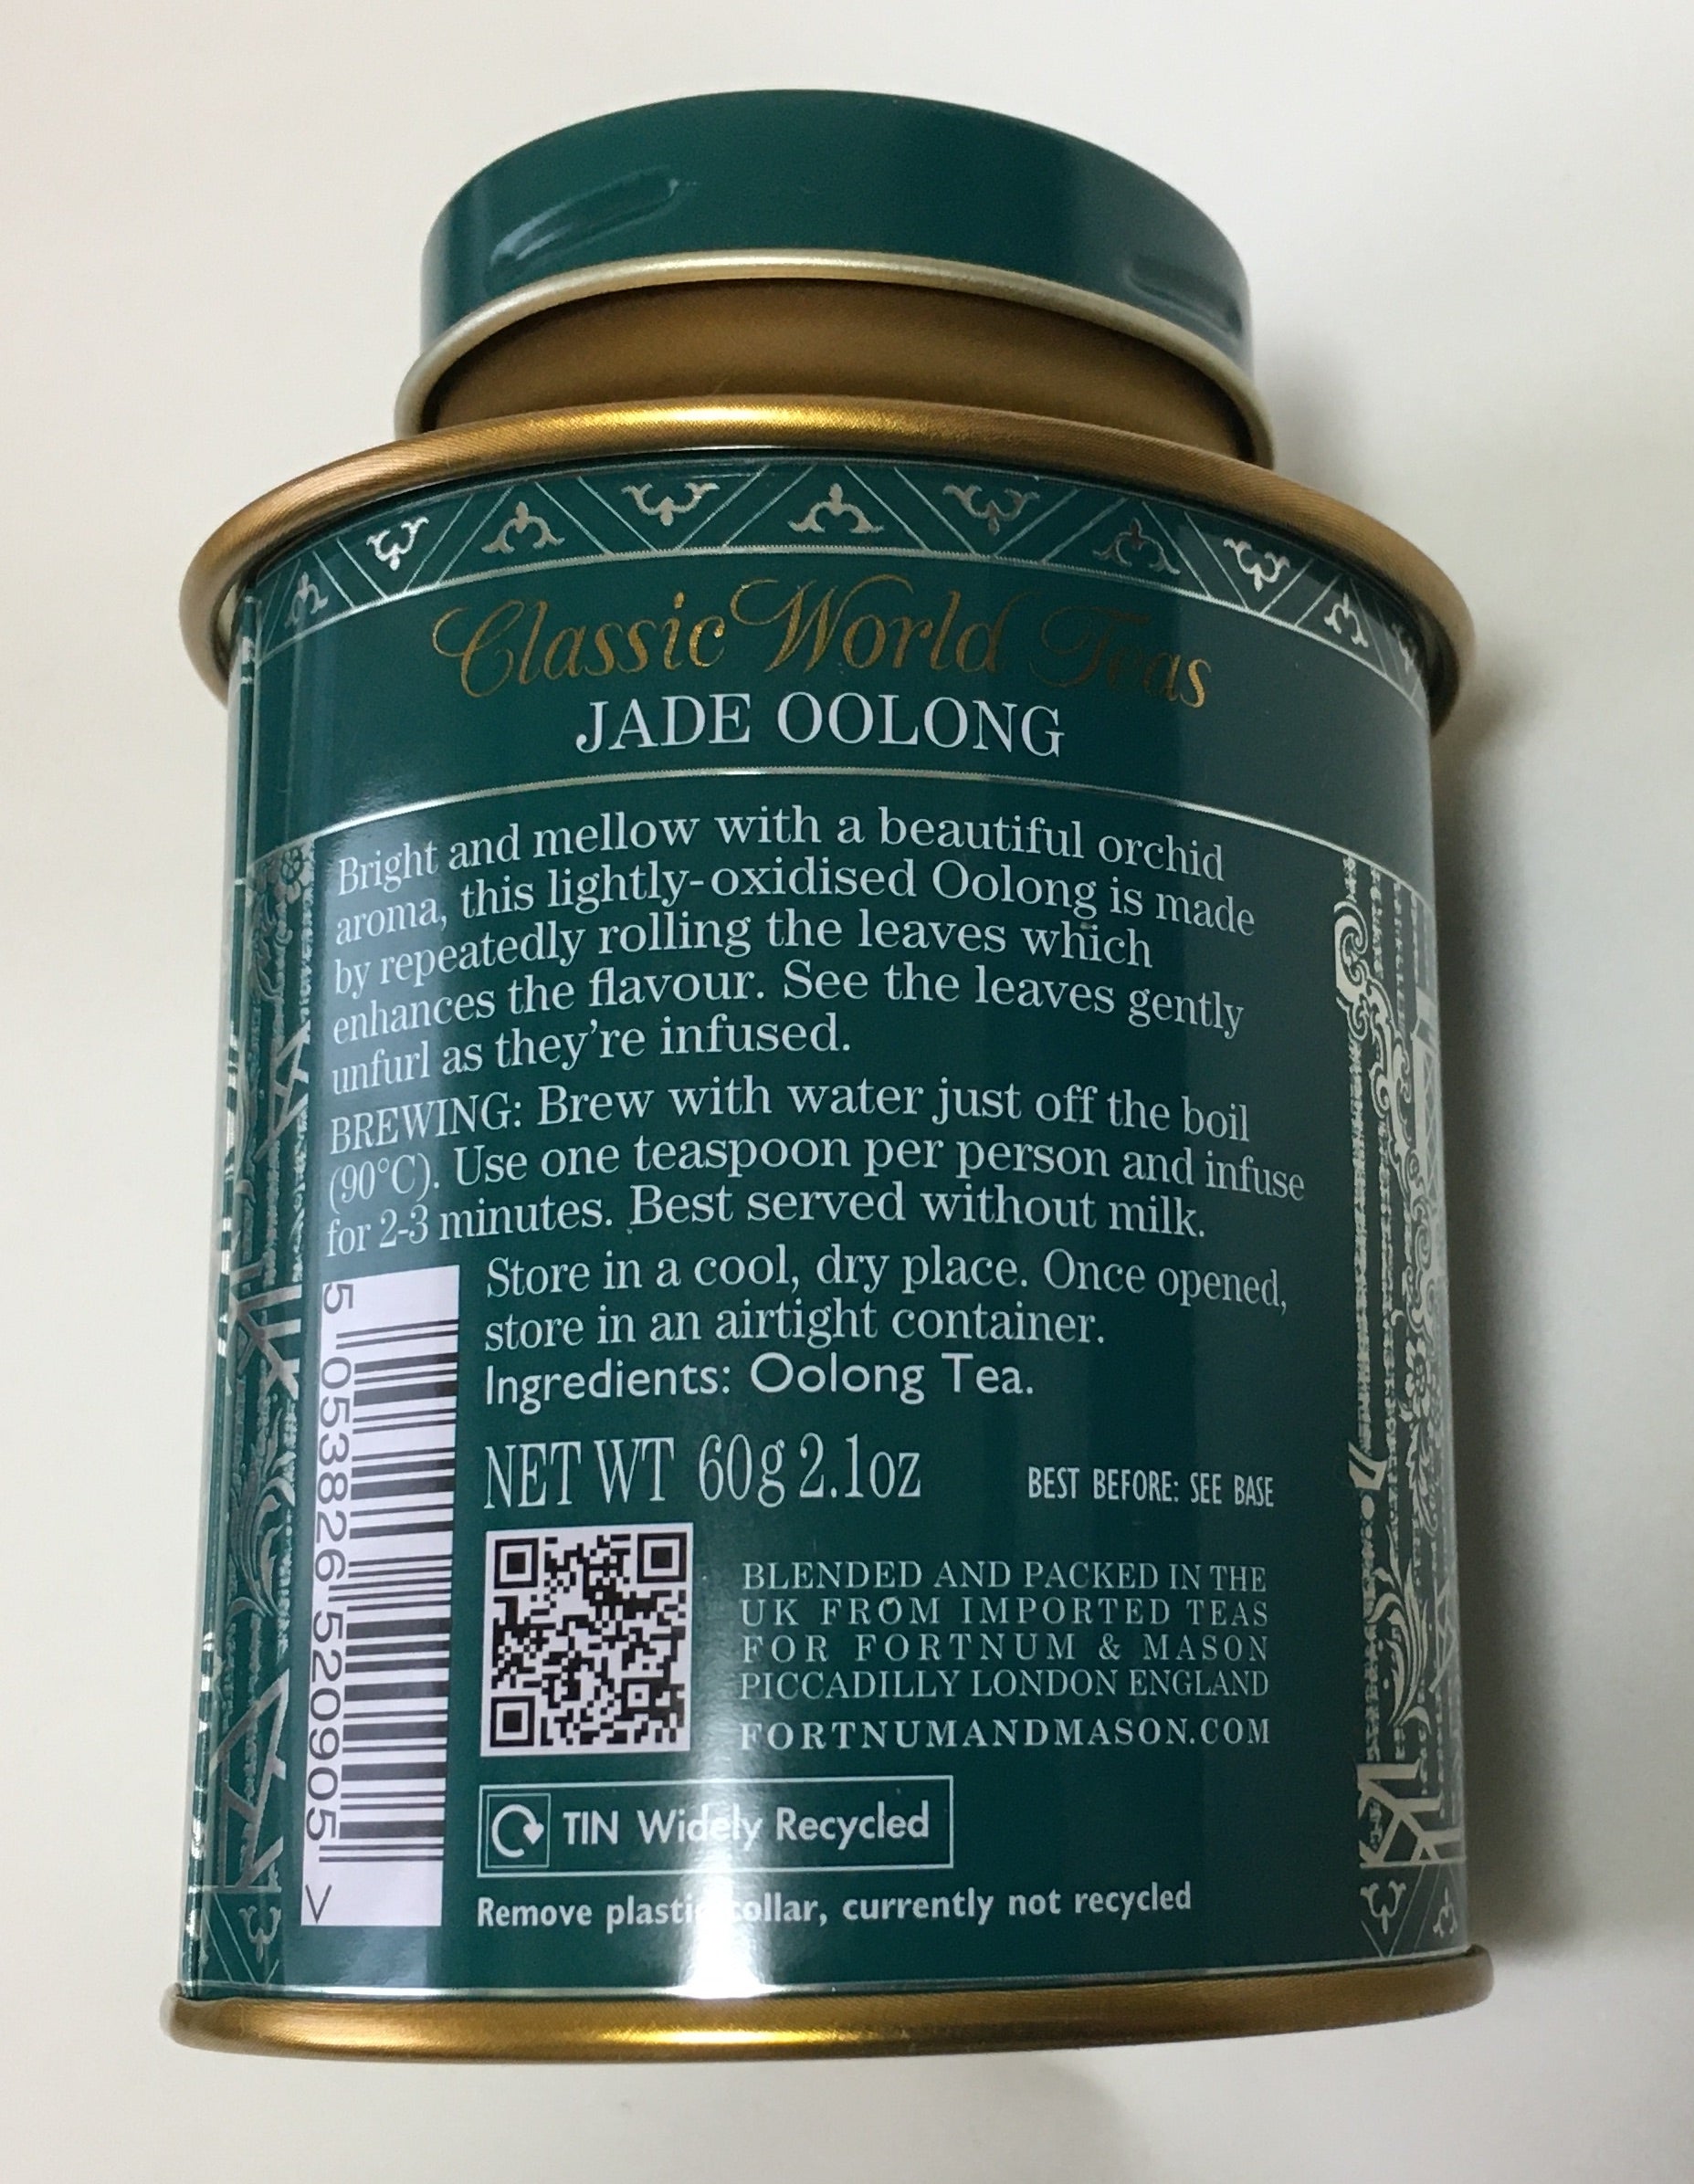 Classic World Teas
JADE OOLONG
Bright and mellow with a beautiful orchid
aroma, this lightly-oxidised Oolong is made
by repeatedly rolling the leaves which
enhances the flavour. See the leaves gently
unfurl as they're infused.
BREWING: Brew with water just off the boil
(90°C). Use one teaspoon per person and infuse
for 2-3 minutes. Best served without milk.
Store in a cool, dry place. Once opened,
store in an airtight container.
Ingredients: Oolong Tea.
NET WT 60g 2.1oz
BEST BEFORE: SEE BASE
5 053826 520905 >
BLENDED AND PACKED IN THE
UK FROM IMPORTED TEAS
FOR FORTNUM & MASON
PICCADILLY LONDON ENGLAND
FORTNUMANDMASON.COM
TIN Widely Recycled
Remove plastic collar, currently not recycled